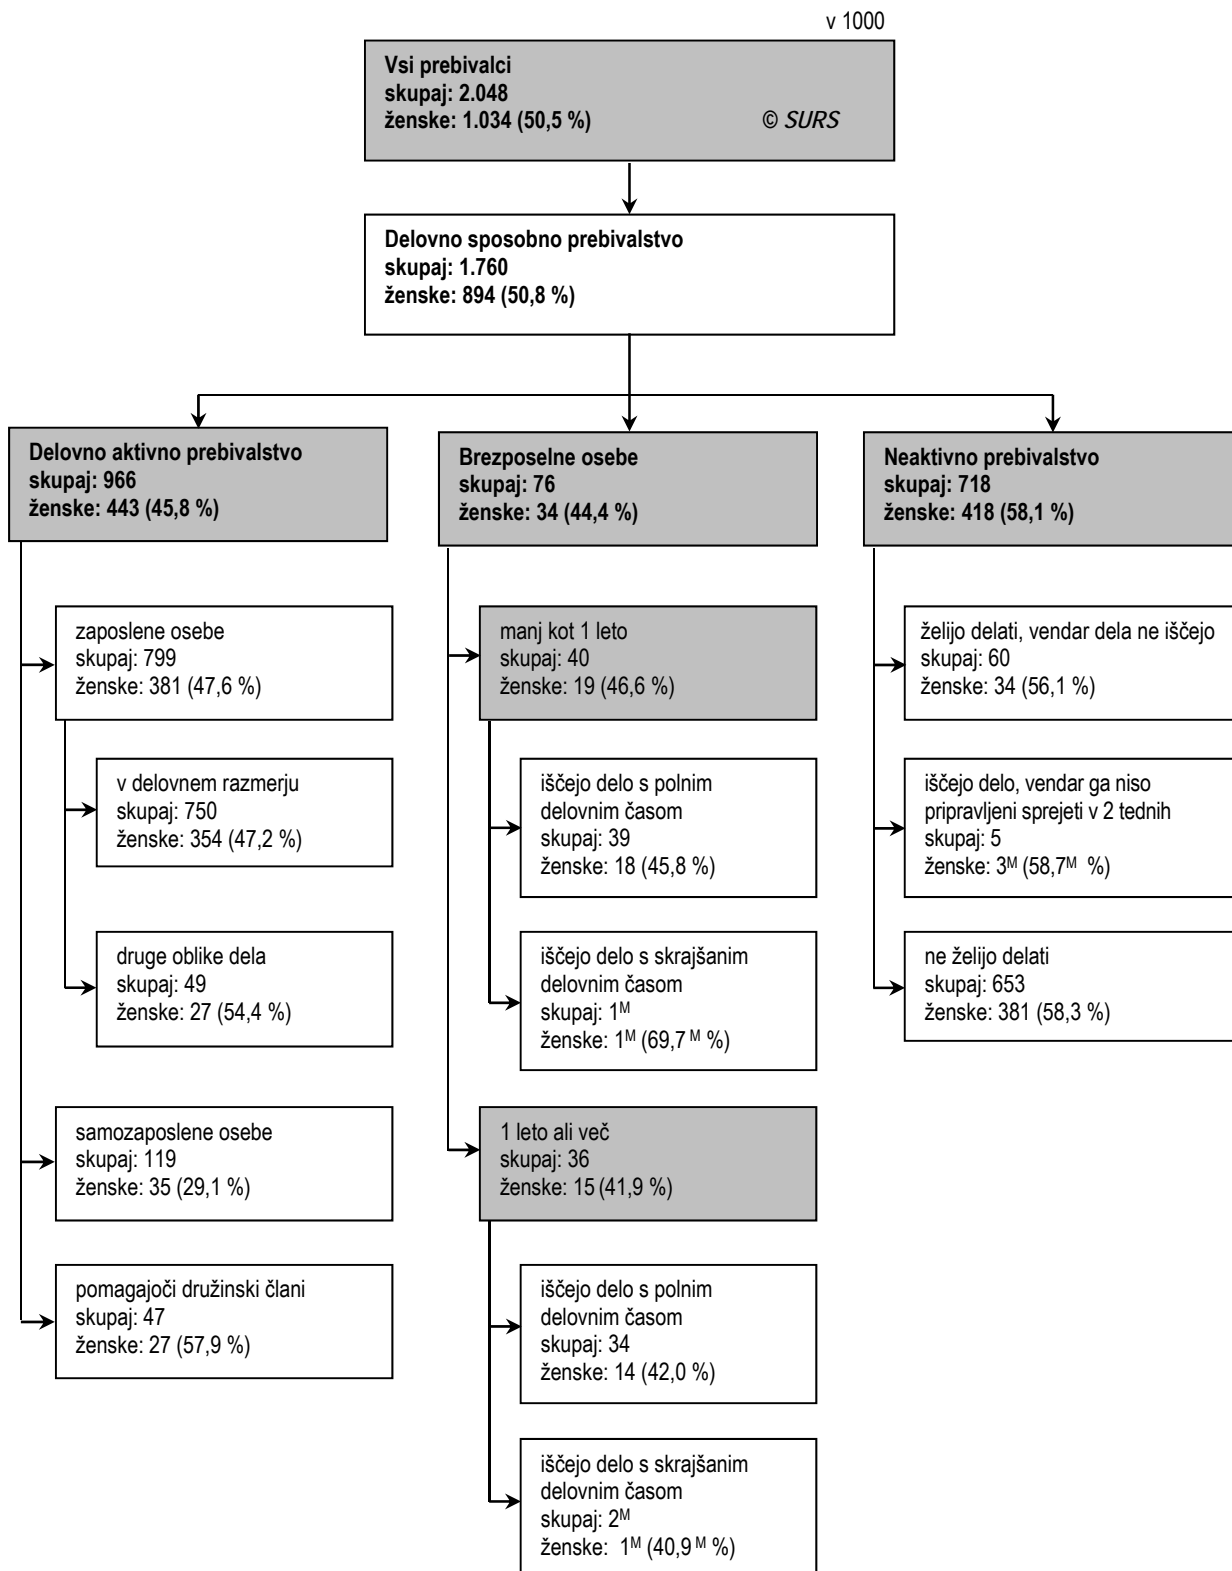 v 1000
Vsi prebivalci
skupaj: 2.048
ženske: 1.034 (50,5 %) © SURS
Delovno sposobno prebivalstvo
skupaj: 1.760
ženske: 894 (50,8 %)
Delovno aktivno prebivalstvo
skupaj: 966
ženske: 443 (45,8 %)
zaposlene osebe
skupaj: 799
ženske: 381 (47,6 %)
v delovnem razmerju
skupaj: 750
ženske: 354 (47,2 %)
druge oblike dela
skupaj: 49
ženske: 27 (54,4 %)
samozaposlene osebe
skupaj: 119
ženske: 35 (29,1 %)
pomagajoči družinski člani
skupaj: 47
ženske: 27 (57,9 %)
Brezposelne osebe
skupaj: 76
ženske: 34 (44,4 %)
manj kot 1 leto
skupaj: 40
ženske: 19 (46,6 %)
iščejo delo s polnim
delovnim časom
skupaj: 39
ženske: 18 (45,8 %)
iščejo delo s skrajšanim
delovnim časom
skupaj: 1ᴹ
ženske: 1ᴹ (69,7 ᴹ %)
1 leto ali več
skupaj: 36
ženske: 15 (41,9 %)
iščejo delo s polnim
delovnim časom
skupaj: 34
ženske: 14 (42,0 %)
iščejo delo s skrajšanim
delovnim časom
skupaj: 2ᴹ
ženske: 1ᴹ (40,9 ᴹ %)
Neaktivno prebivalstvo
skupaj: 718
ženske: 418 (58,1 %)
želijo delati, vendar dela ne iščejo
skupaj: 60
ženske: 34 (56,1 %)
iščejo delo, vendar ga niso
pripravljeni sprejeti v 2 tednih
skupaj: 5
ženske: 3ᴹ (58,7ᴹ %)
ne želijo delati
skupaj: 653
ženske: 381 (58,3 %)